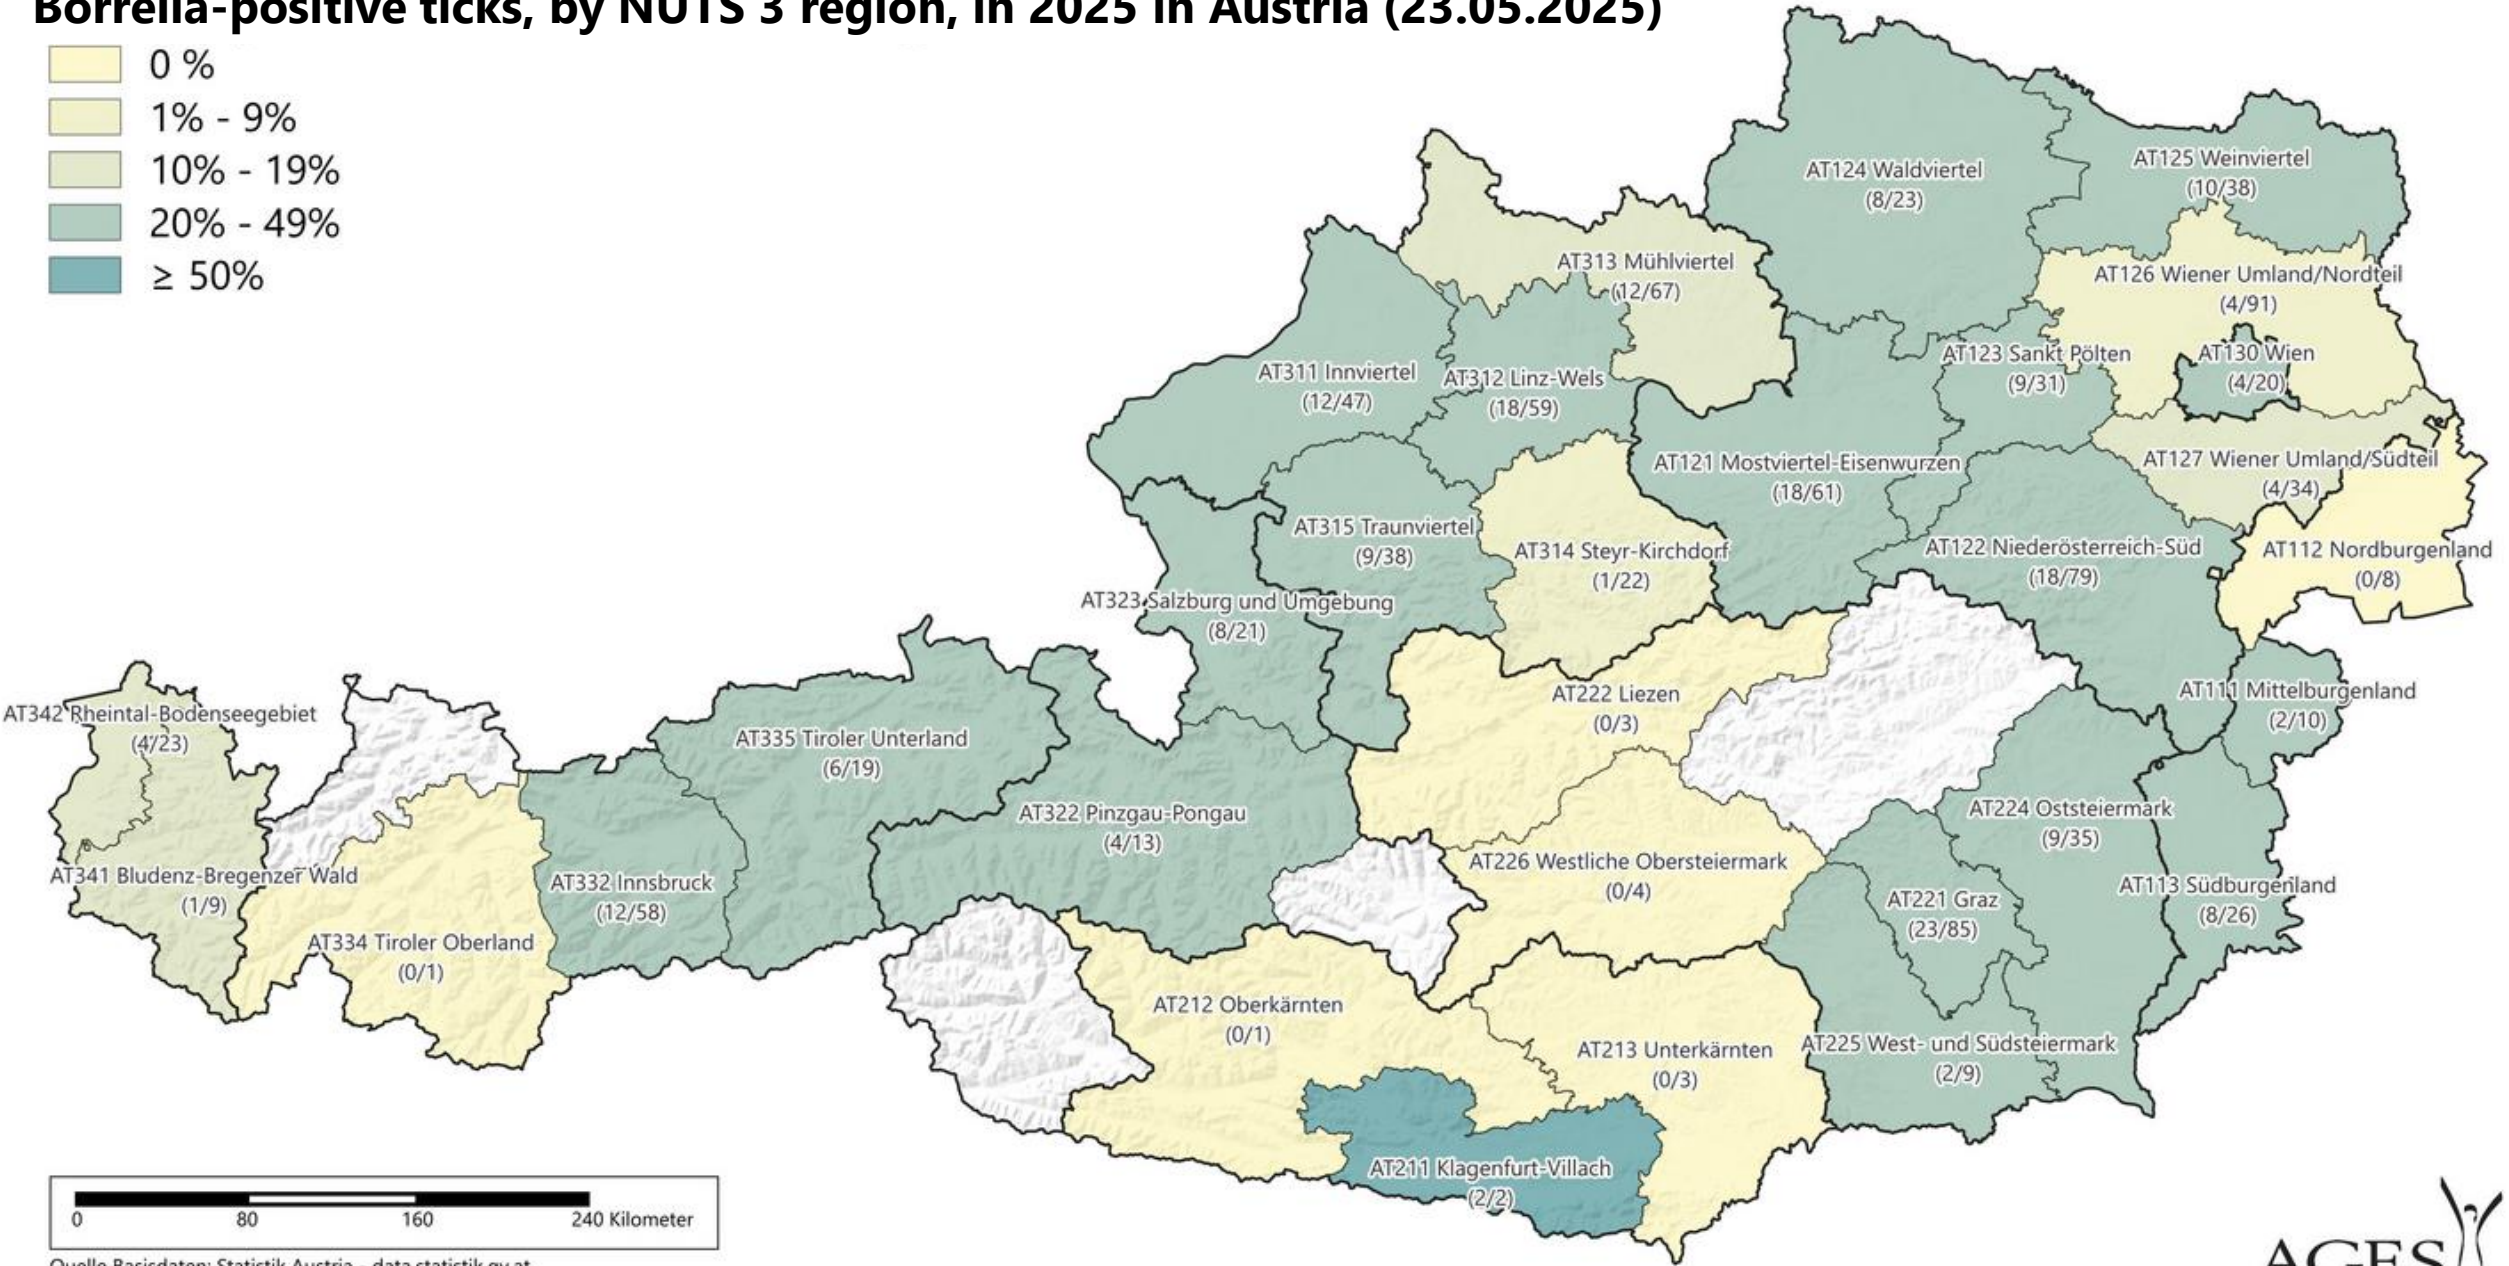 Borrelia-positive ticks, by NUTS 3 region, in 2025 in Austria (23.05.2025)
0 %
1% - 9%
10% - 19%
20% - 49%
≥ 50%
AT124 Waldviertel
(8/23)
AT125 Weinviertel
(10/38)
AT313 Mühlviertel
(12/67)
AT126 Wiener Umland/Nordteil
(4/91)
AT123 Sankt Pölten
(9/31)
AT130 Wien
(4/20)
AT311 Innviertel
(12/47)
AT312 Linz-Wels
(18/59)
AT121 Mostviertel-Eisenwurzen
(18/61)
AT127 Wiener Umland/Südteil
(4/34)
AT315 Traunviertel
(9/38)
AT314 Steyr-Kirchdorf
(1/22)
AT122 Niederösterreich-Süd
(18/79)
AT112 Nordburgenland
(0/8)
AT323 Salzburg und Umgebung
(8/21)
AT222 Liezen
(0/3)
AT111 Mittelburgenland
(2/10)
AT342 Rheintal-Bodenseegebiet
(4/23)
AT335 Tiroler Unterland
(6/19)
AT322 Pinzgau-Pongau
(4/13)
AT224 Oststeiermark
(9/35)
AT341 Bludenz-Bregenzer Wald
(1/9)
AT332 Innsbruck
(12/58)
AT226 Westliche Obersteiermark
(0/4)
AT221 Graz
(23/85)
AT113 Südburgenland
(8/26)
AT334 Tiroler Oberland
(0/1)
AT212 Oberkärnten
(0/1)
AT213 Unterkärnten
(0/3)
AT225 West- und Südsteiermark
(2/9)
AT211 Klagenfurt-Villach
(2/2)
0 80 160 240 Kilometer
Quelle Basisdaten: Statistik Austria - data.statistik.gv.at
AGES